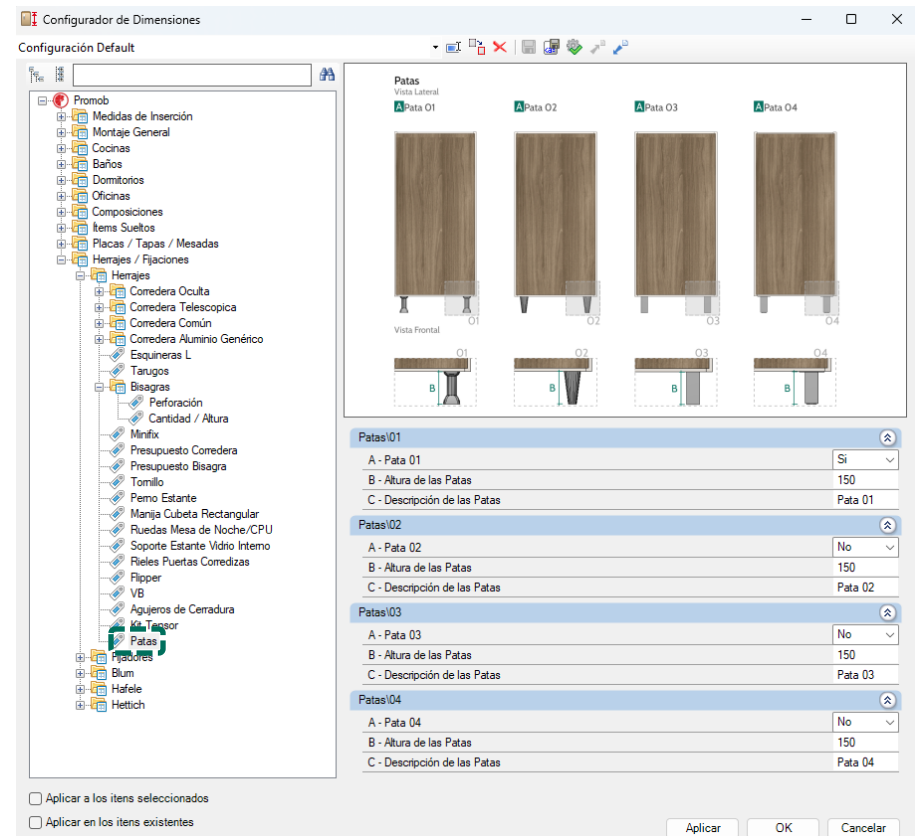 Configurador de Dimensiones
Configuración Default
Promob
Medidas de Inserción
Montaje General
Cocinas
Baños
Dormitorios
Oficinas
Composiciones
Items Sueltos
Placas / Tapas / Mesadas
Herrajes / Fijaciones
Herrajes
Corredera Oculta
Corredera Telescopica
Corredera Común
Corredera Aluminio Genérico
Esquineras L
Tarugos
Bisagras
Perforación
Cantidad / Altura
Minifix
Presupuesto Corredera
Presupuesto Bisagra
Tornillo
Perno Estante
Manija Cubeta Rectangular
Ruedas Mesa de Noche/CPU
Soporte Estante Vidrio Interno
Rieles Puertas Corredizas
Flipper
VB
Agujeros de Cerradura
Kit Tensor
Patas
Fijadores
Blum
Hafele
Hettich
Patas
Vista Lateral
A Pata 01 A Pata 02 A Pata 03 A Pata 04
01 02 03 04
Vista Frontal
01 02 03 04
B B B B
Patas\01
A - Pata 01 Si
B - Altura de las Patas 150
C - Descripción de las Patas Pata 01
Patas\02
A - Pata 02 No
B - Altura de las Patas 150
C - Descripción de las Patas Pata 02
Patas\03
A - Pata 03 No
B - Altura de las Patas 150
C - Descripción de las Patas Pata 03
Patas\04
A - Pata 04 No
B - Altura de las Patas 150
C - Descripción de las Patas Pata 04
Aplicar a los itens seleccionados
Aplicar en los itens existentes
Aplicar OK Cancelar